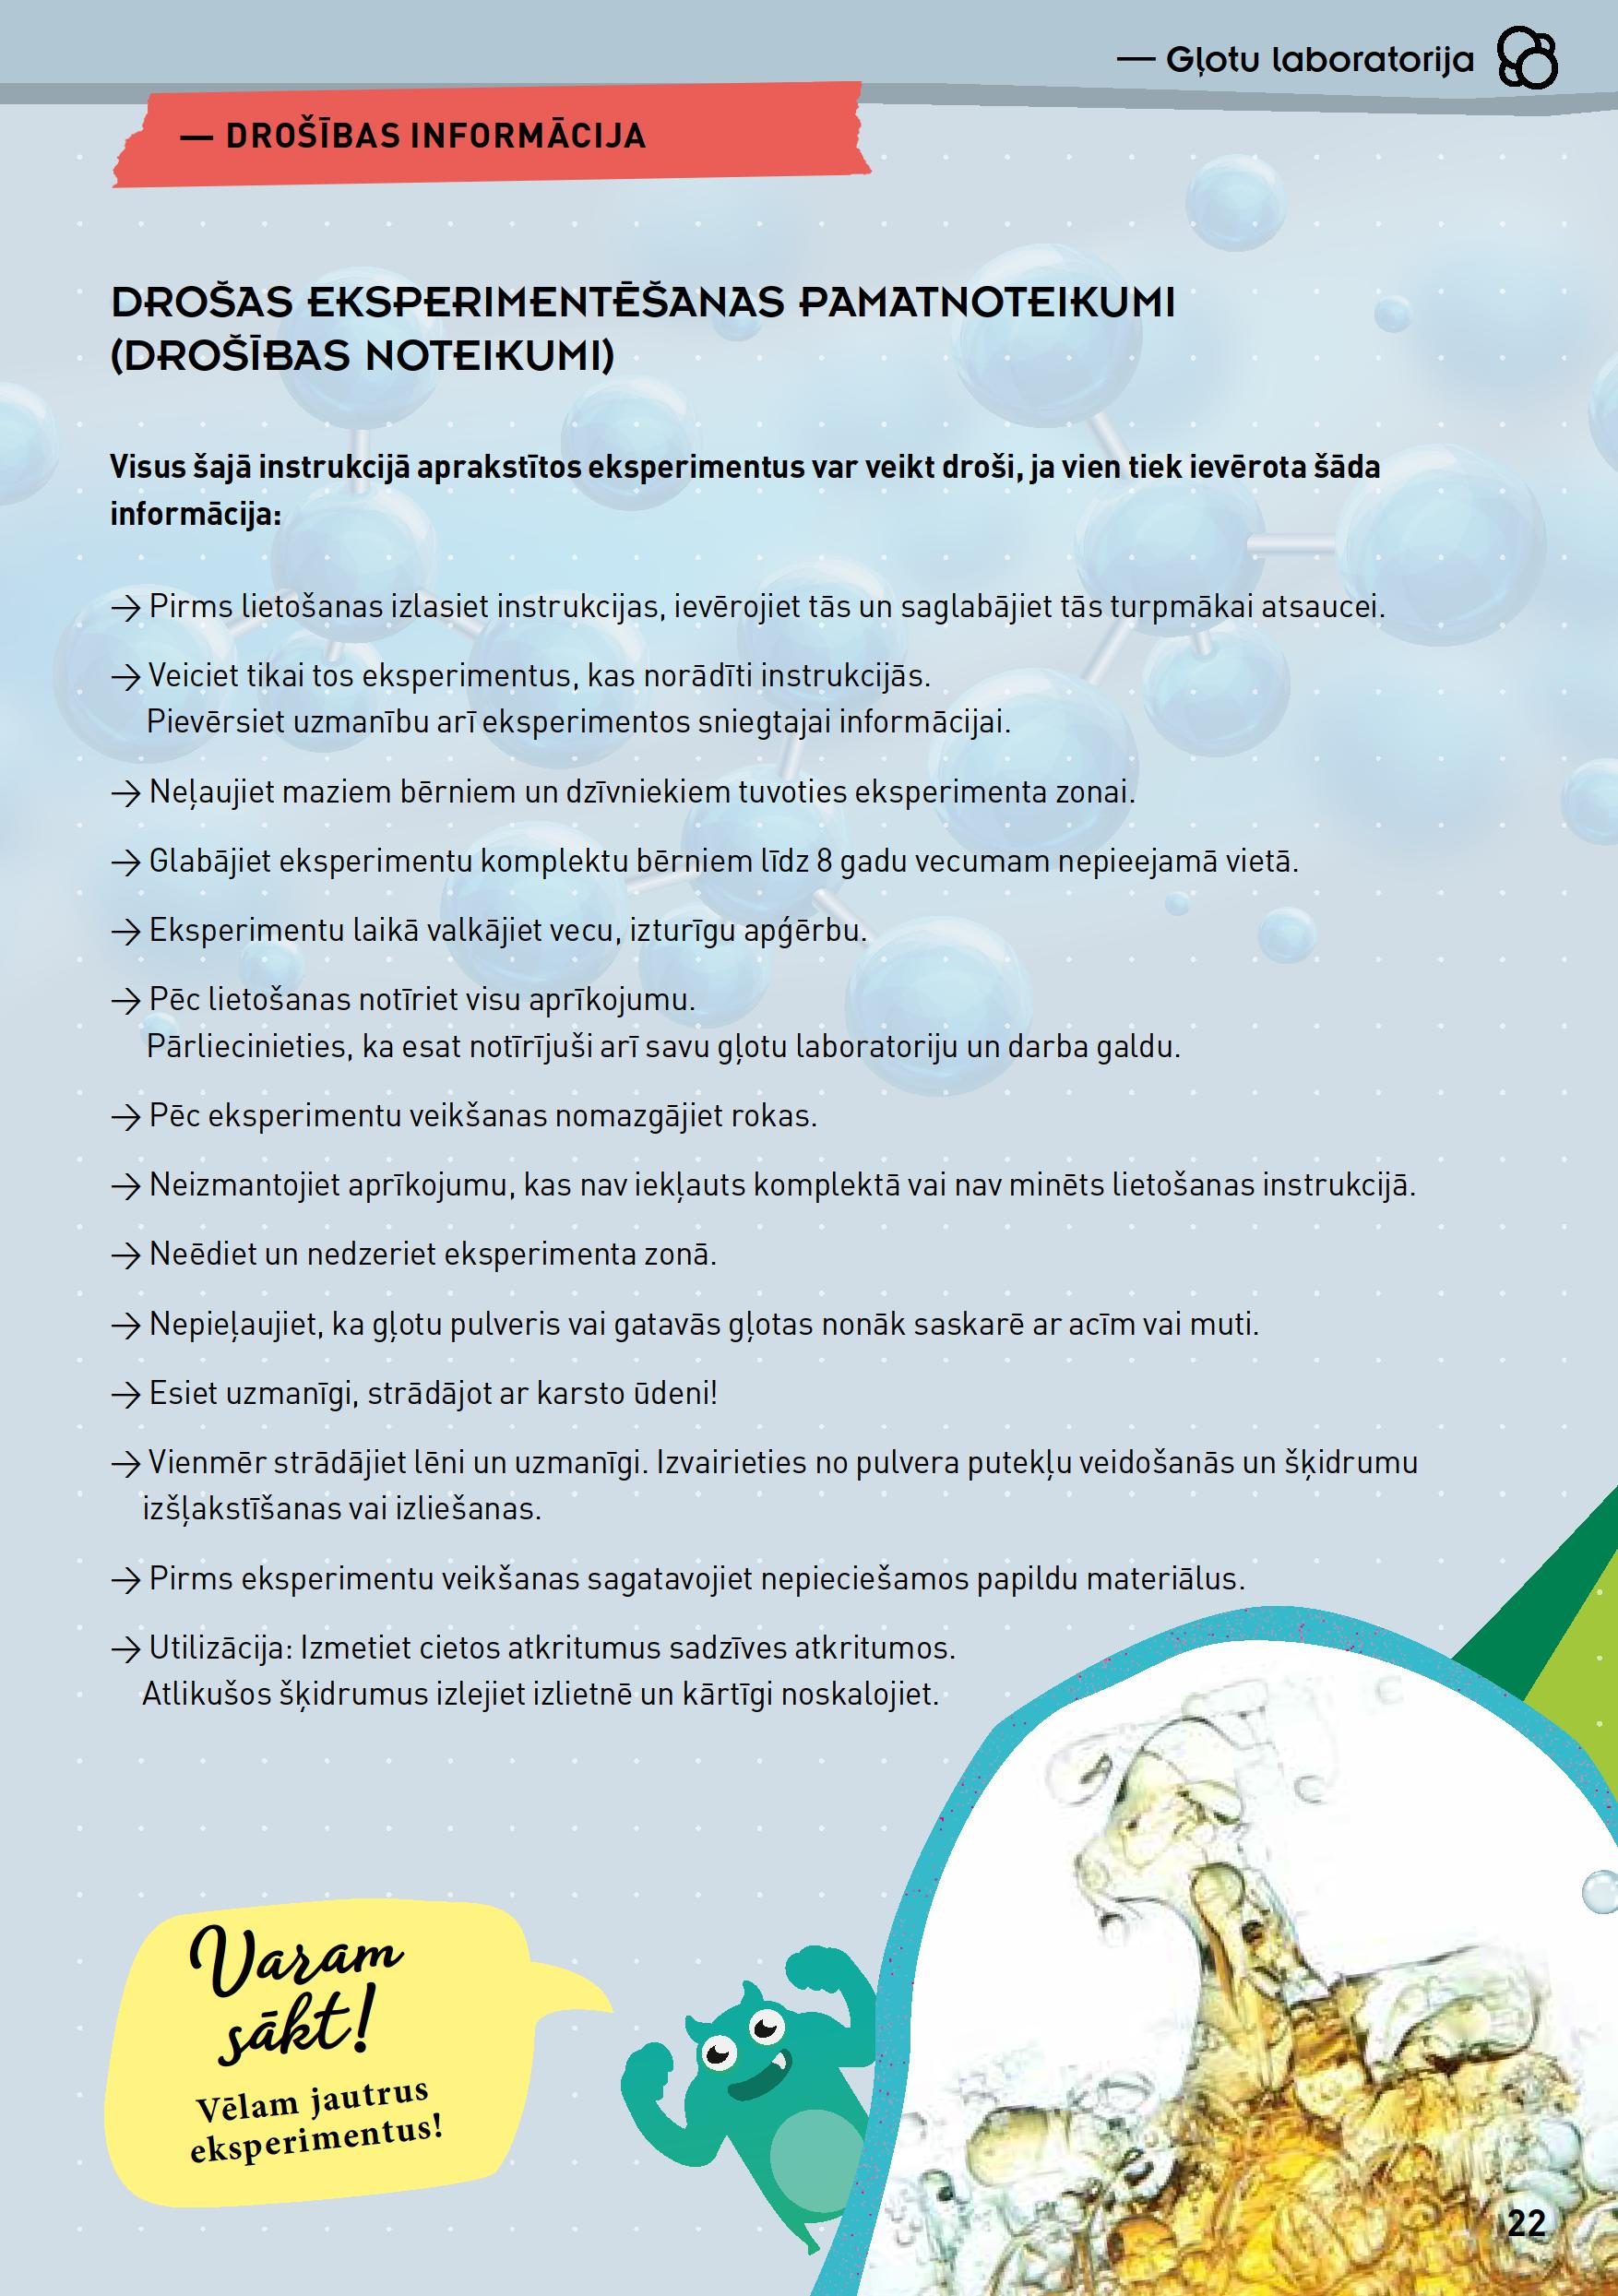 — Gļotu laboratorija
— DROŠĪBAS INFORMĀCIJA
DROŠAS EKSPERIMENTĒŠANAS PAMATNOTEIKUMI
(DROŠĪBAS NOTEIKUMI)
Visus šajā instrukcijā aprakstītos eksperimentus var veikt droši, ja vien tiek ievērota šāda
informācija:
→ Pirms lietošanas izlasiet instrukcijas, ievērojiet tās un saglabājiet tās turpmākai atsaucei.
→ Veiciet tikai tos eksperimentus, kas norādīti instrukcijās.
Pievērsiet uzmanību arī eksperimentos sniegtajai informācijai.
→ Neļaujiet maziem bērniem un dzīvniekiem tuvoties eksperimenta zonai.
→ Glabājiet eksperimentu komplektu bērniem līdz 8 gadu vecumam nepieejamā vietā.
→ Eksperimentu laikā valkājiet vecu, izturīgu apģērbu.
→ Pēc lietošanas notīriet visu aprīkojumu.
Pārliecinieties, ka esat notīrījuši arī savu gļotu laboratoriju un darba galdu.
→ Pēc eksperimentu veikšanas nomazgājiet rokas.
→ Neizmantojiet aprīkojumu, kas nav iekļauts komplektā vai nav minēts lietošanas instrukcijā.
→ Neēdiet un nedzeriet eksperimenta zonā.
→ Nepieļaujiet, ka gļotu pulveris vai gatavās gļotas nonāk saskarē ar acīm vai muti.
→ Esiet uzmanīgi, strādājot ar karsto ūdeni!
→ Vienmēr strādājiet lēni un uzmanīgi. Izvairieties no pulvera putekļu veidošanās un šķidrumu
izšļakstīšanas vai izliešanas.
→ Pirms eksperimentu veikšanas sagatavojiet nepieciešamos papildu materiālus.
→ Utilizācija: Izmetiet cietos atkritumus sadzīves atkritumos.
Atlikušos šķidrumus izlejiet izlietnē un kārtīgi noskalojiet.
Varam
sākt!
Vēlam jautrus
eksperimentus!
22